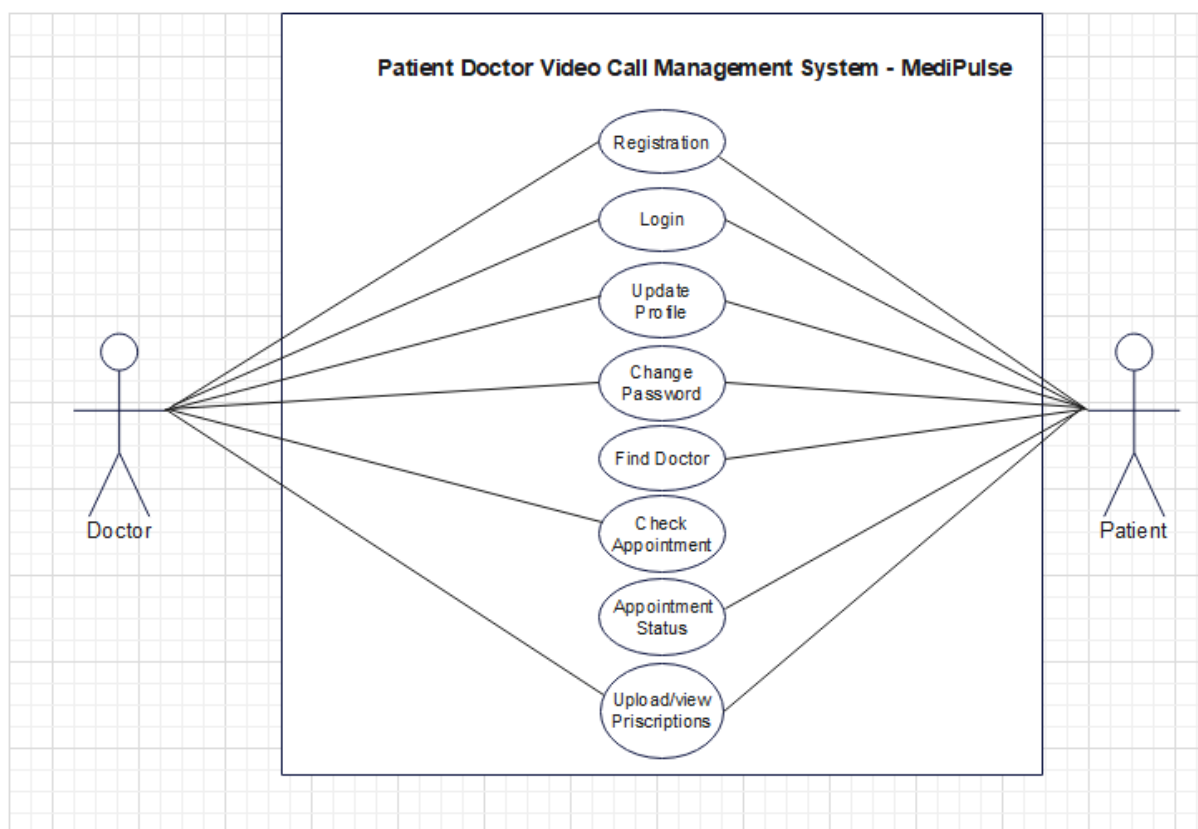 Patient Doctor Video Call Management System - MediPulse
Registration
Login
Update
Profile
Change
Password
Find Doctor
Check
Appointment
Appointment
Status
Upload/view
Priscriptions
Doctor
Patient